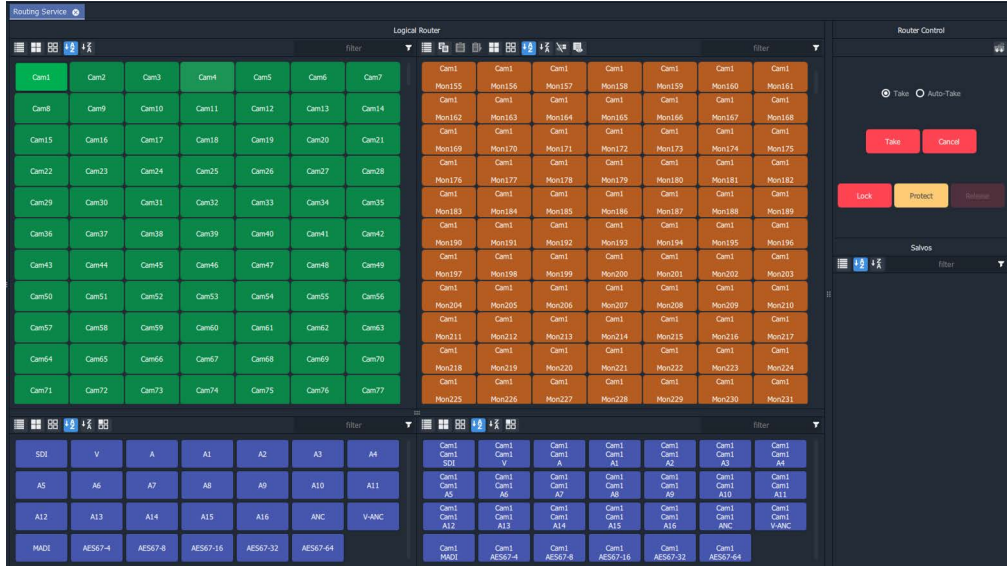 Routing Service
Logical Router
Router Control
filter
filter
Cam1 Cam2 Cam3 Cam4 Cam5 Cam6 Cam7
Cam8 Cam9 Cam10 Cam11 Cam12 Cam13 Cam14
Cam15 Cam16 Cam17 Cam18 Cam19 Cam20 Cam21
Cam22 Cam23 Cam24 Cam25 Cam26 Cam27 Cam28
Cam29 Cam30 Cam31 Cam32 Cam33 Cam34 Cam35
Cam36 Cam37 Cam38 Cam39 Cam40 Cam41 Cam42
Cam43 Cam44 Cam45 Cam46 Cam47 Cam48 Cam49
Cam50 Cam51 Cam52 Cam53 Cam54 Cam55 Cam56
Cam57 Cam58 Cam59 Cam60 Cam61 Cam62 Cam63
Cam64 Cam65 Cam66 Cam67 Cam68 Cam69 Cam70
Cam71 Cam72 Cam73 Cam74 Cam75 Cam76 Cam77
Cam1 Cam1 Cam1 Cam1 Cam1 Cam1 Cam1
Mon155 Mon156 Mon157 Mon158 Mon159 Mon160 Mon161
Cam1 Cam1 Cam1 Cam1 Cam1 Cam1 Cam1
Mon162 Mon163 Mon164 Mon165 Mon166 Mon167 Mon168
Cam1 Cam1 Cam1 Cam1 Cam1 Cam1 Cam1
Mon169 Mon170 Mon171 Mon172 Mon173 Mon174 Mon175
Cam1 Cam1 Cam1 Cam1 Cam1 Cam1 Cam1
Mon176 Mon177 Mon178 Mon179 Mon180 Mon181 Mon182
Cam1 Cam1 Cam1 Cam1 Cam1 Cam1 Cam1
Mon183 Mon184 Mon185 Mon186 Mon187 Mon188 Mon189
Cam1 Cam1 Cam1 Cam1 Cam1 Cam1 Cam1
Mon190 Mon191 Mon192 Mon193 Mon194 Mon195 Mon196
Cam1 Cam1 Cam1 Cam1 Cam1 Cam1 Cam1
Mon197 Mon198 Mon199 Mon200 Mon201 Mon202 Mon203
Cam1 Cam1 Cam1 Cam1 Cam1 Cam1 Cam1
Mon204 Mon205 Mon206 Mon207 Mon208 Mon209 Mon210
Cam1 Cam1 Cam1 Cam1 Cam1 Cam1 Cam1
Mon211 Mon212 Mon213 Mon214 Mon215 Mon216 Mon217
Cam1 Cam1 Cam1 Cam1 Cam1 Cam1 Cam1
Mon218 Mon219 Mon220 Mon221 Mon222 Mon223 Mon224
Cam1 Cam1 Cam1 Cam1 Cam1 Cam1 Cam1
Mon225 Mon226 Mon227 Mon228 Mon229 Mon230 Mon231
Take Auto-Take
Take Cancel
Lock Protect Release
Salvos
filter
filter
filter
SDI V A A1 A2 A3 A4
A5 A6 A7 A8 A9 A10 A11
A12 A13 A14 A15 A16 ANC V-ANC
MADI AES67-4 AES67-8 AES67-16 AES67-32 AES67-64
Cam1 Cam1 Cam1 Cam1 Cam1 Cam1 Cam1
Cam1 Cam1 Cam1 Cam1 Cam1 Cam1 Cam1
SDI V A A1 A2 A3 A4
Cam1 Cam1 Cam1 Cam1 Cam1 Cam1 Cam1
Cam1 Cam1 Cam1 Cam1 Cam1 Cam1 Cam1
A5 A6 A7 A8 A9 A10 A11
Cam1 Cam1 Cam1 Cam1 Cam1 Cam1 Cam1
Cam1 Cam1 Cam1 Cam1 Cam1 Cam1 Cam1
A12 A13 A14 A15 A16 ANC V-ANC
Cam1 Cam1 Cam1 Cam1 Cam1 Cam1
MADI AES67-4 AES67-8 AES67-16 AES67-32 AES67-64